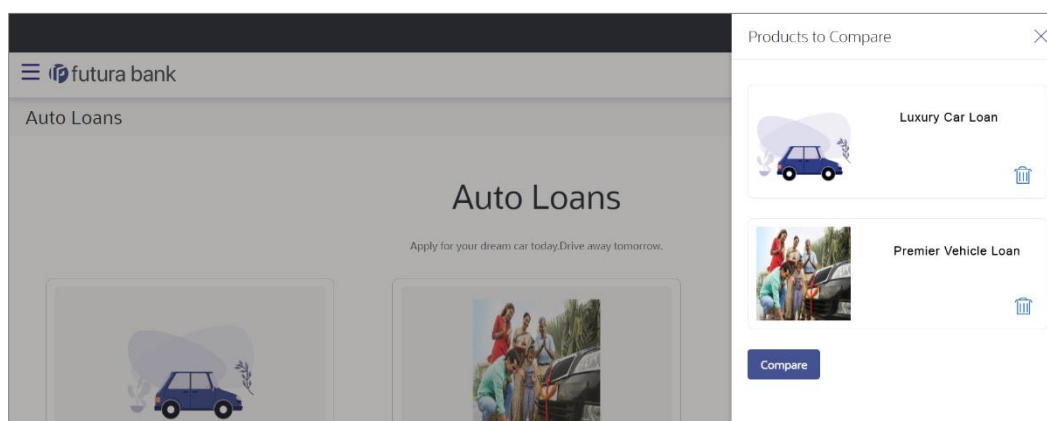 Products to Compare
futura bank
Auto Loans
Auto Loans
Apply for your dream car today.Drive away tomorrow.
Luxury Car Loan
Premier Vehicle Loan
Compare